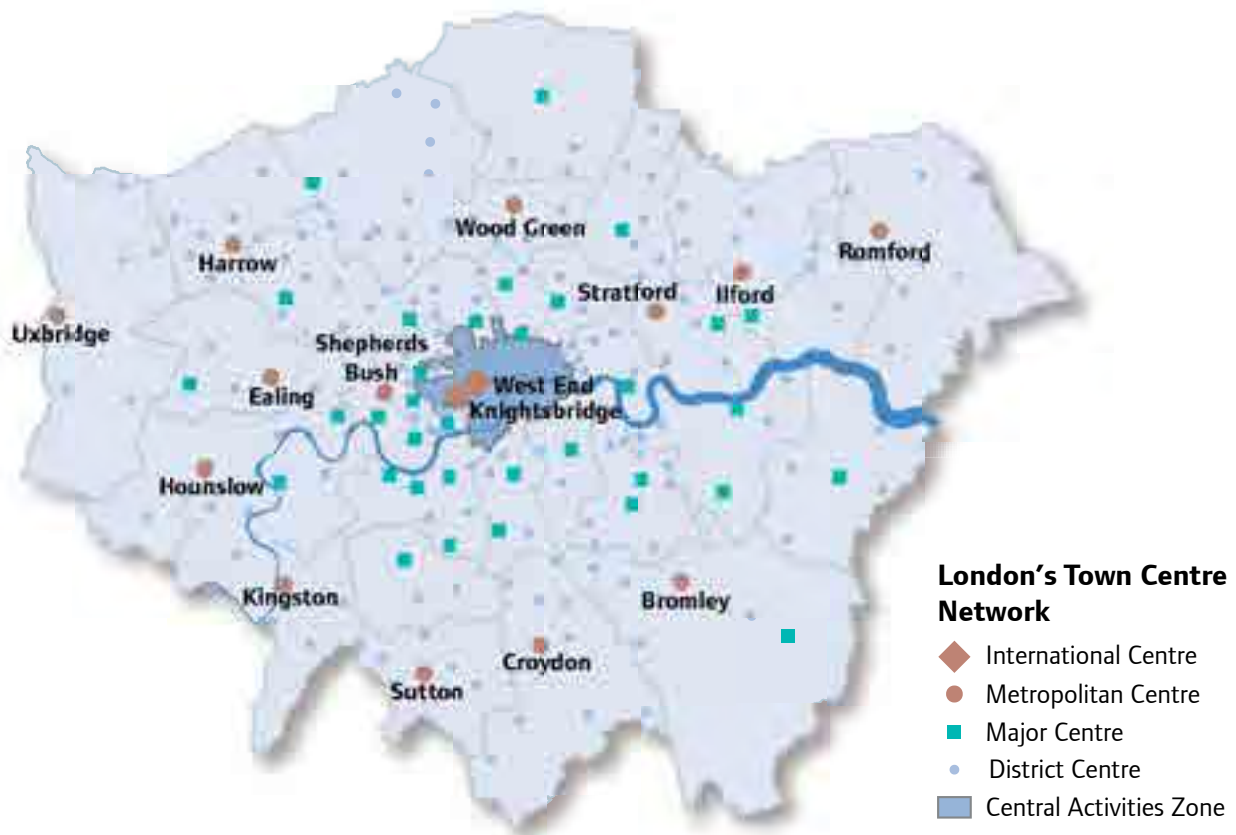 Wood Green
Harrow
Romford
Stratford
Ilford
Uxbridge
Shepherds
Bush
Ealing
West End
Knightsbridge
Hounslow
Kingston
Bromley
Croydon
Sutton
London's Town Centre
Network
International Centre
Metropolitan Centre
Major Centre
District Centre
Central Activities Zone